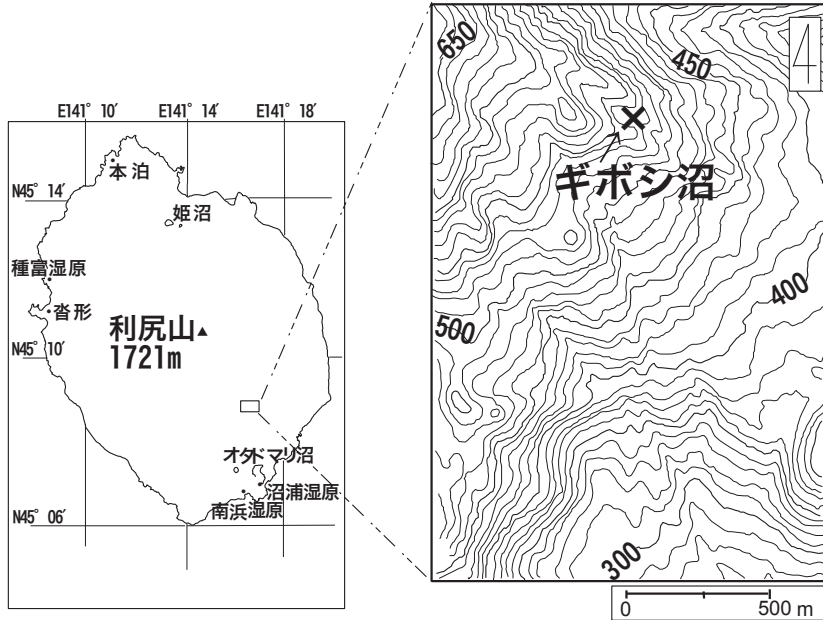 E141° 10′
E141° 14′
E141° 18′
N45° 14′
本泊
姫沼
種富湿原
沓形
利尻山▲
1721m
N45° 10′
オタドマリ沼
沼浦湿原
南浜湿原
N45° 06′
650
450
4
×
ギボシ沼
400
500
300
0
500 m